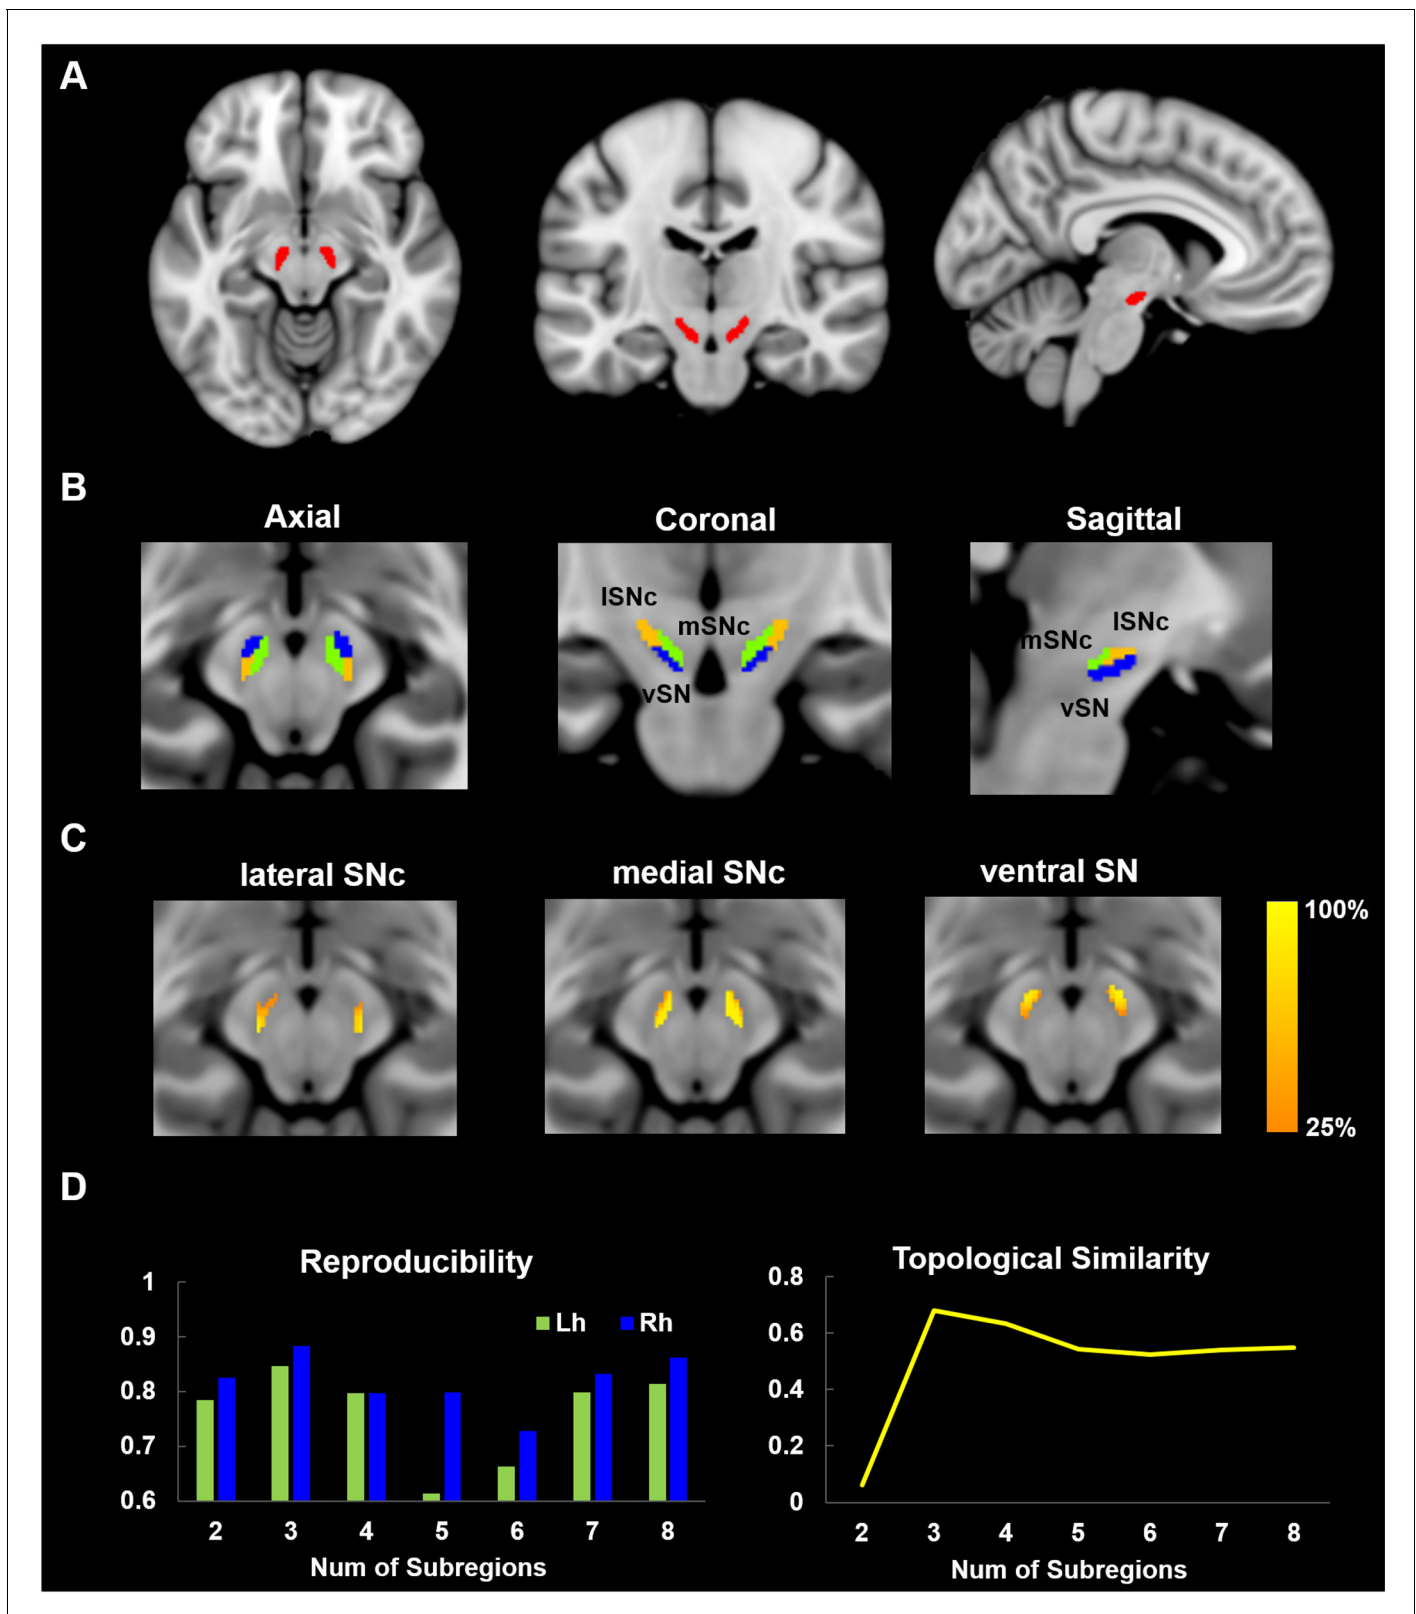 A
B
Axial
Coronal
Sagittal
lSNc
mSNc
vSN
lSNc
mSNc
vSN
C
lateral SNc
medial SNc
ventral SN
100%
25%
D
Reproducibility
1
0.9
0.8
0.7
0.6
Lh
Rh
2 3 4 5 6 7 8
Num of Subregions
Topological Similarity
0.8
0.6
0.4
0.2
0
2 3 4 5 6 7 8
Num of Subregions